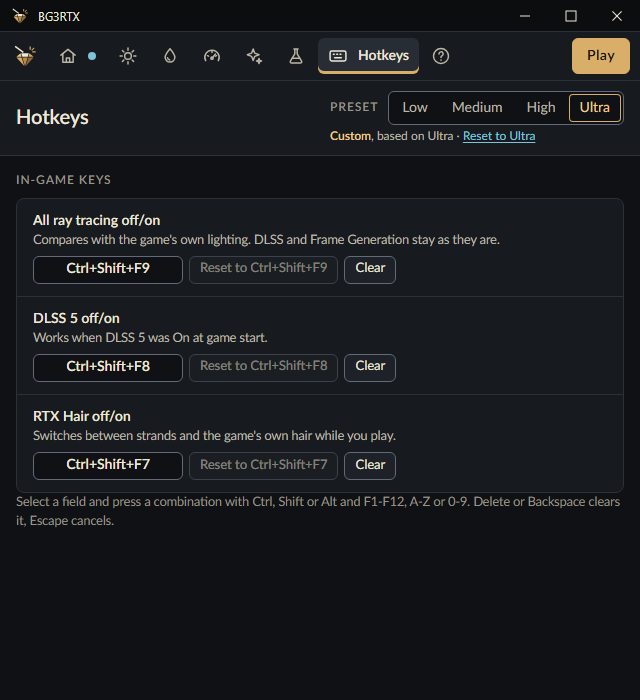 BG3RTX
Hotkeys
Play
Hotkeys
PRESET
Low
Medium
High
Ultra
Custom, based on Ultra · Reset to Ultra
IN-GAME KEYS
All ray tracing off/on
Compares with the game's own lighting. DLSS and Frame Generation stay as they are.
Ctrl+Shift+F9
Reset to Ctrl+Shift+F9
Clear
DLSS 5 off/on
Works when DLSS 5 was On at game start.
Ctrl+Shift+F8
Reset to Ctrl+Shift+F8
Clear
RTX Hair off/on
Switches between strands and the game's own hair while you play.
Ctrl+Shift+F7
Reset to Ctrl+Shift+F7
Clear
Select a field and press a combination with Ctrl, Shift or Alt and F1-F12, A-Z or 0-9. Delete or Backspace clears
it, Escape cancels.